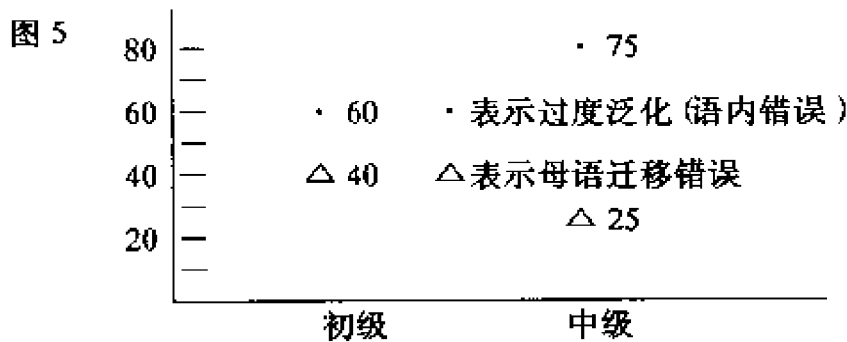 图 5
80 · 75
60 · 60 · 表示过度泛化 (语内错误)
40 △ 40 △表示母语迁移错误
△ 25
20
初级 中级